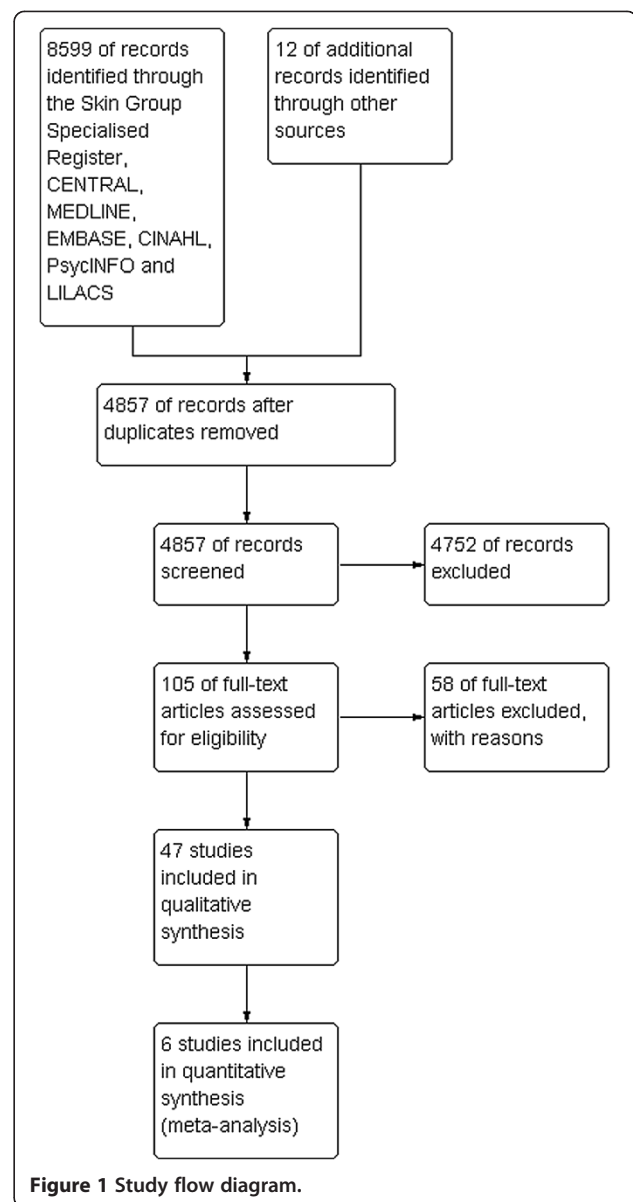 8599 of records
identified through
the Skin Group
Specialised
Register,
CENTRAL,
MEDLINE,
EMBASE, CINAHL,
PsycINFO and
LILACS
12 of additional
records identified
through other
sources
4857 of records after
duplicates removed
4857 of records
screened
4752 of records
excluded
105 of full-text
articles assessed
for eligibility
58 of full-text
articles excluded,
with reasons
47 studies
included in
qualitative
synthesis
6 studies included
in quantitative
synthesis
(meta-analysis)
Figure 1 Study flow diagram.